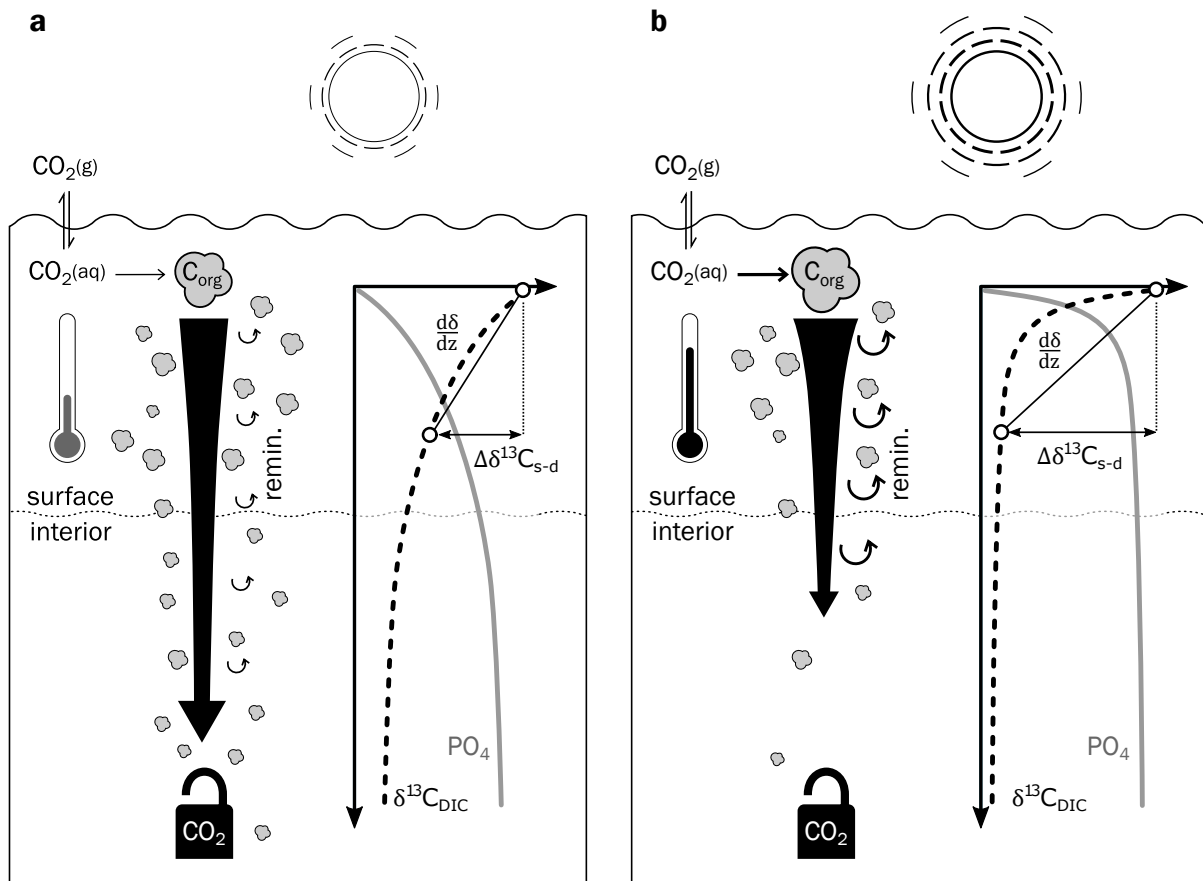 a
CO₂(g)
CO₂(aq)
Corg
dδ
dz
Δδ¹³Cs-d
remin.
surface
interior
PO₄
δ¹³CDIC
CO₂
b
CO₂(g)
CO₂(aq)
Corg
dδ
dz
Δδ¹³Cs-d
remin.
surface
interior
PO₄
δ¹³CDIC
CO₂